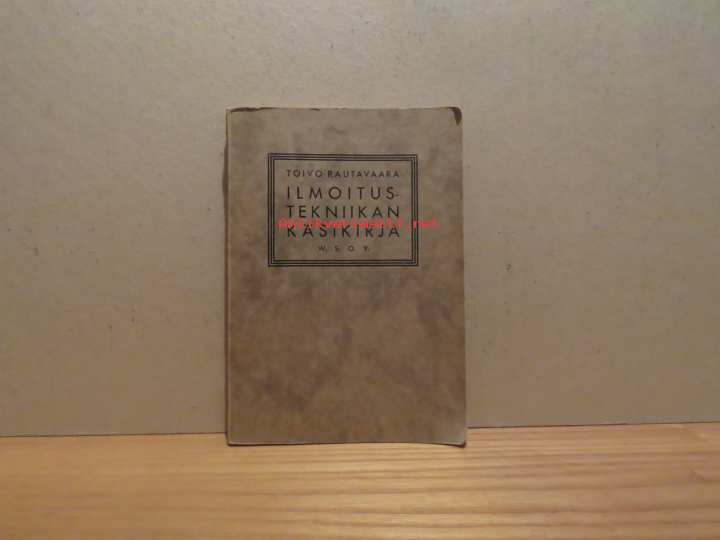 TOIVO RAUTAVAARA
ILMOITUS-
TEKNIIKAN
KÄSIKIRJA
W. S. O. Y.